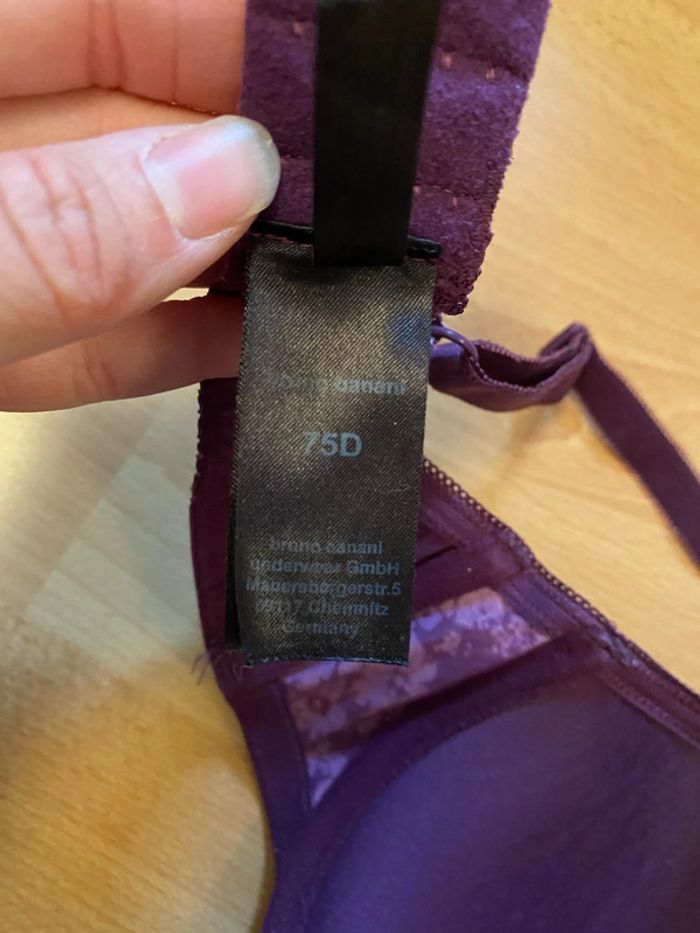 bruno banani
75D
bruno banani
underwear GmbH
Mauersbergerstr.5
09117 Chemnitz
Germany